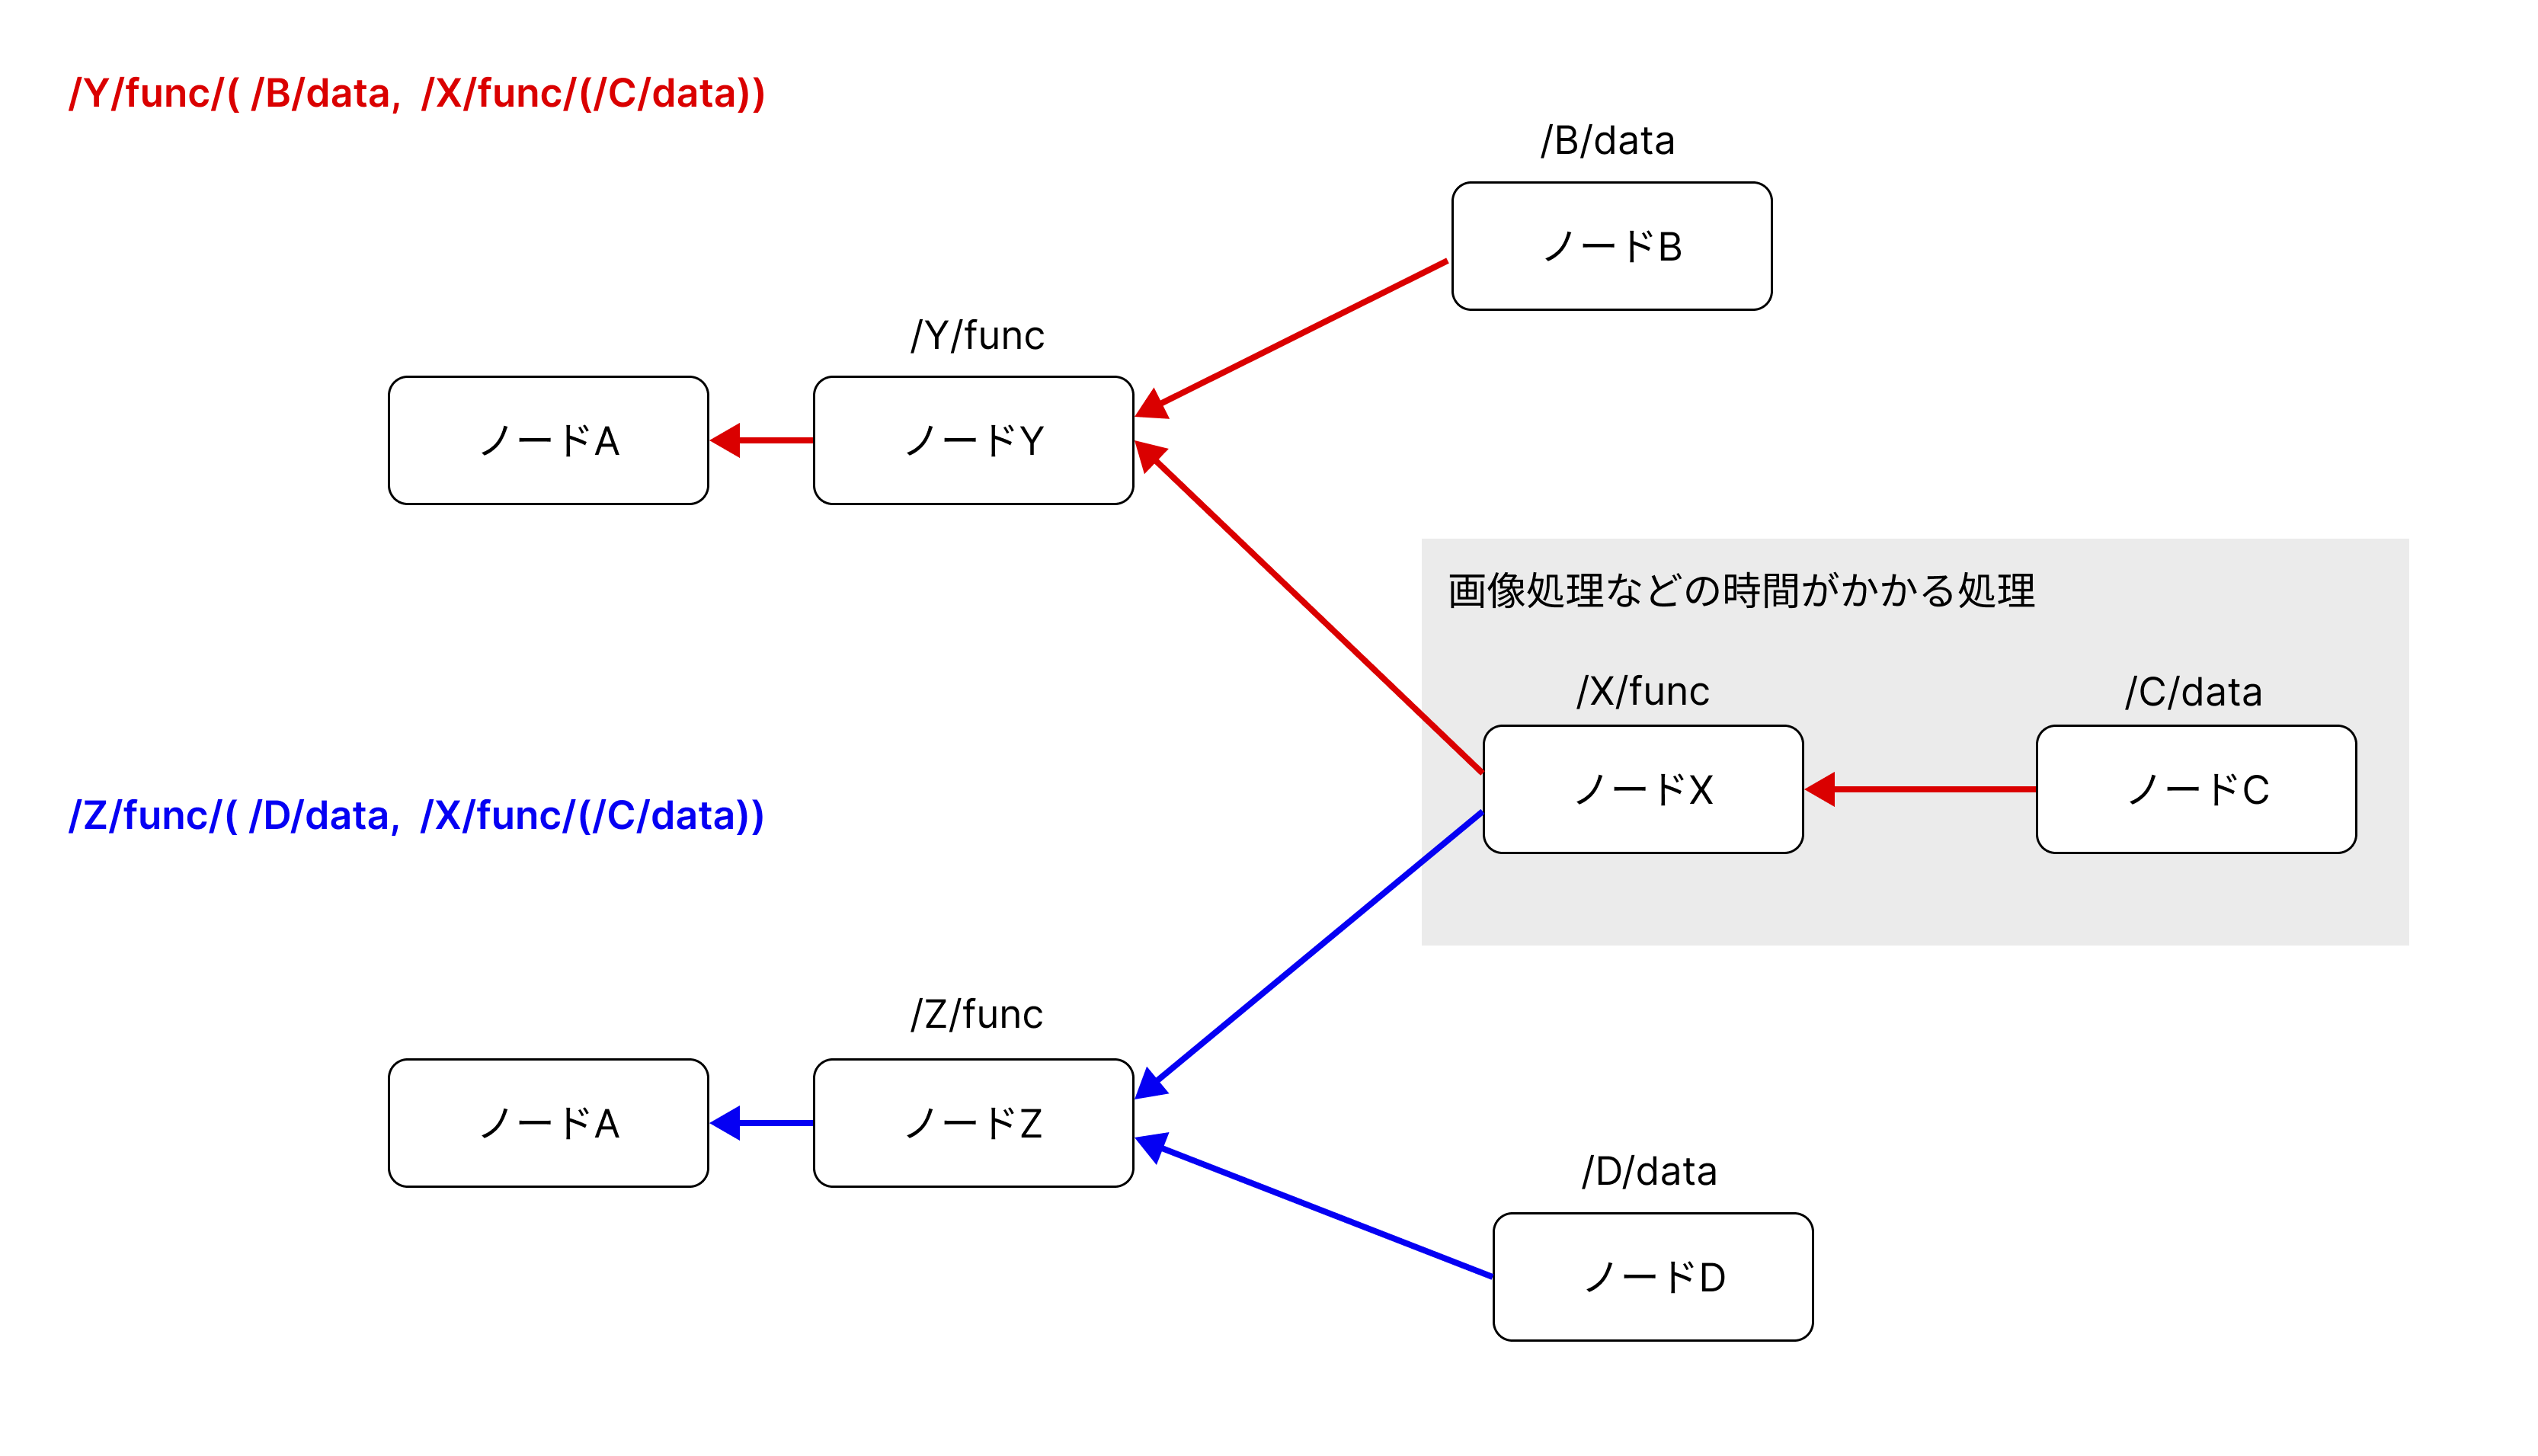 /Y/func/( /B/data, /X/func/(/C/data))
/B/data
ノードB
/Y/func
ノードA
ノードY
画像処理などの時間がかかる処理
/X/func
/C/data
ノードX
ノードC
/Z/func/( /D/data, /X/func/(/C/data))
/Z/func
ノードA
ノードZ
/D/data
ノードD